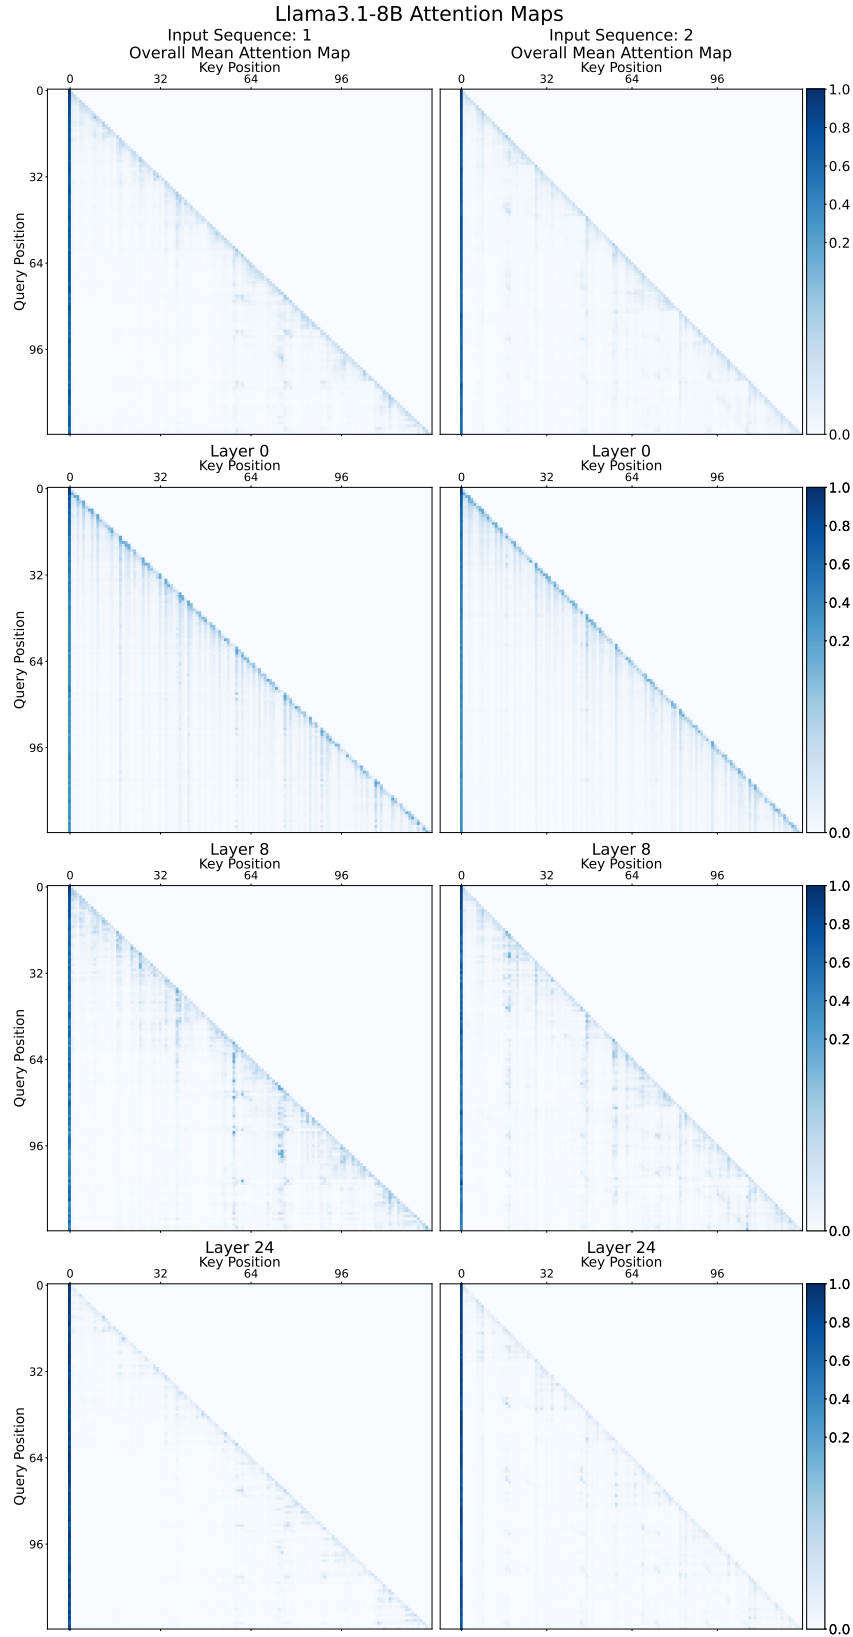 Llama3.1-8B Attention Maps
Input Sequence: 1
Overall Mean Attention Map
Key Position
0 32 64 96
Input Sequence: 2
Overall Mean Attention Map
Key Position
0 32 64 96
Query Position
0
32
64
96
1.0
0.8
0.6
0.4
0.2
0.0
Layer 0
Key Position
0 32 64 96
Layer 0
Key Position
0 32 64 96
Query Position
0
32
64
96
1.0
0.8
0.6
0.4
0.2
0.0
Layer 8
Key Position
0 32 64 96
Layer 8
Key Position
0 32 64 96
Query Position
0
32
64
96
1.0
0.8
0.6
0.4
0.2
0.0
Layer 24
Key Position
0 32 64 96
Layer 24
Key Position
0 32 64 96
Query Position
0
32
64
96
1.0
0.8
0.6
0.4
0.2
0.0